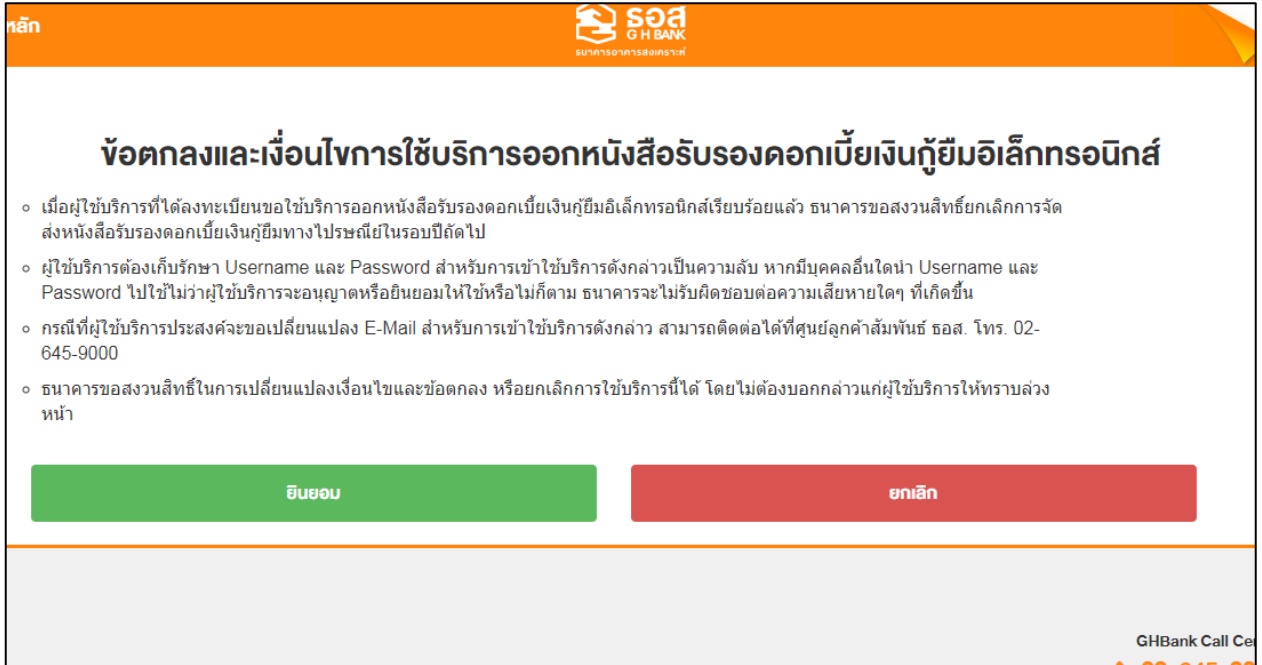 ธอส
G H BANK
ธนาคารอาคารสงเคราะห์
ข้อตกลงและเงื่อนไขการใช้บริการออกหนังสือรับรองดอกเบี้ยเงินกู้ยืมอิเล็กทรอนิกส์
เมื่อผู้ใช้บริการที่ได้ลงทะเบียนขอใช้บริการออกหนังสือรับรองดอกเบี้ยเงินกู้ยืมอิเล็กทรอนิกส์เรียบร้อยแล้ว ธนาคารขอสงวนสิทธิ์ยกเลิกการจัด
ส่งหนังสือรับรองดอกเบี้ยเงินกู้ยืมทางไปรษณีย์ในรอบปีถัดไป
ผู้ใช้บริการต้องเก็บรักษา Username และ Password สำหรับการเข้าใช้บริการดังกล่าวเป็นความลับ หากมีบุคคลอื่นใดนำ Username และ
Password ไปใช้ไม่ว่าผู้ใช้บริการจะอนุญาตหรือยินยอมให้ใช้หรือไม่ก็ตาม ธนาคารจะไม่รับผิดชอบต่อความเสียหายใดๆ ที่เกิดขึ้น
กรณีที่ผู้ใช้บริการประสงค์จะขอเปลี่ยนแปลง E-Mail สำหรับการเข้าใช้บริการดังกล่าว สามารถติดต่อได้ที่ศูนย์ลูกค้าสัมพันธ์ ธอส. โทร. 02-
645-9000
ธนาคารขอสงวนสิทธิ์ในการเปลี่ยนแปลงเงื่อนไขและข้อตกลง หรือยกเลิกการใช้บริการนี้ได้ โดยไม่ต้องบอกกล่าวแก่ผู้ใช้บริการให้ทราบล่วง
หน้า
ยินยอม ยกเลิก
GHBank Call